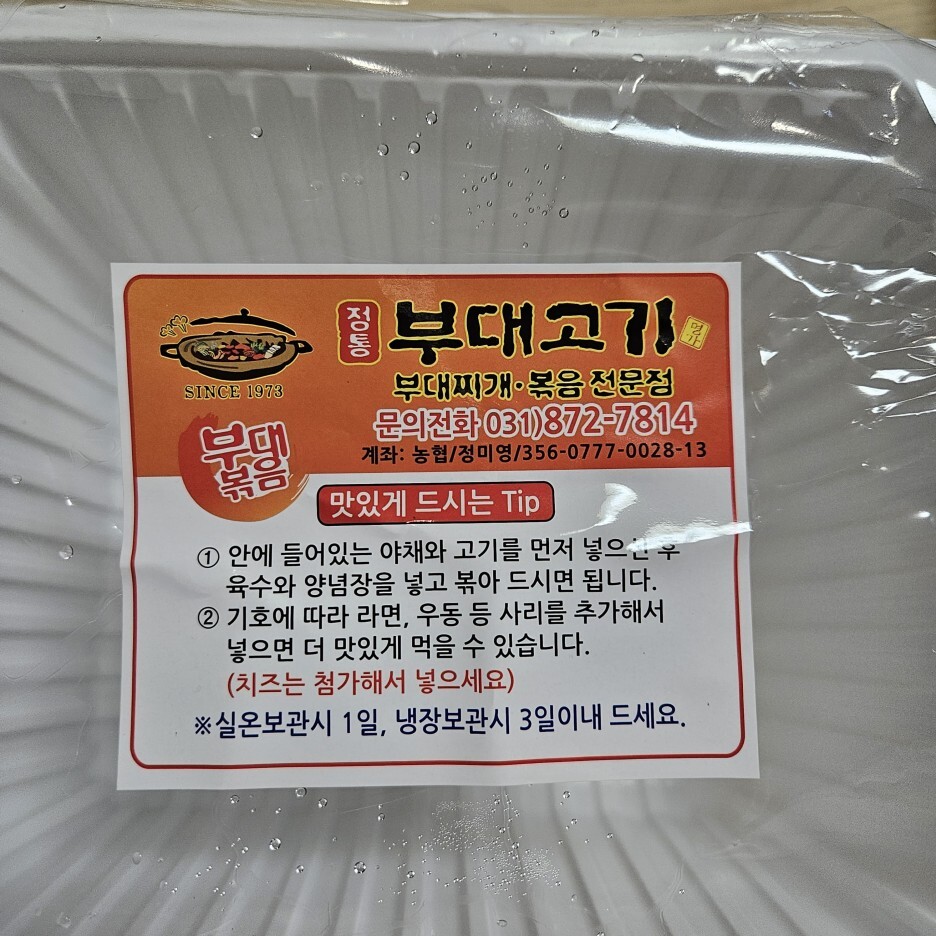 정통
부대고기
명가
부대찌개·볶음 전문점
SINCE 1973
문의전화 031)872-7814
계좌: 농협/정미영/356-0777-0028-13
부대
볶음
맛있게 드시는 Tip
① 안에 들어있는 야채와 고기를 먼저 후
육수와 양념장을 넣고 볶아 드시면 됩니다.
② 기호에 따라 라면, 우동 등 사리를 추가해서
넣으면 더 맛있게 먹을 수 있습니다.
(치즈는 첨가해서 넣으세요)
※실온보관시 1일, 냉장보관시 3일이내 드세요.